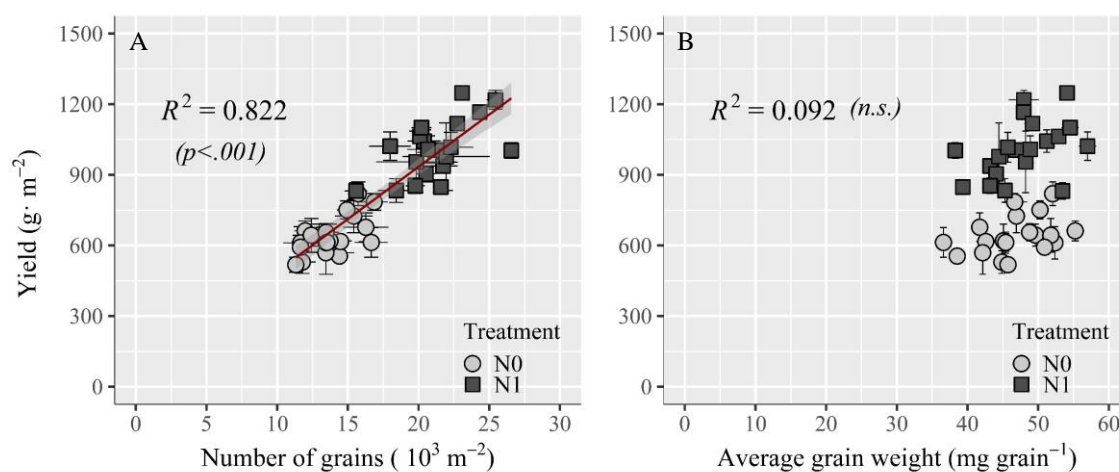 A
R² = 0.822
(p<.001)
Yield (g· m⁻²)
1500
1200
900
600
300
0
Treatment
N0
N1
0 5 10 15 20 25 30
Number of grains ( 10³ m⁻²)
B
R² = 0.092 (n.s.)
1500
1200
900
600
300
0
Treatment
N0
N1
0 10 20 30 40 50 60
Average grain weight (mg grain⁻¹)